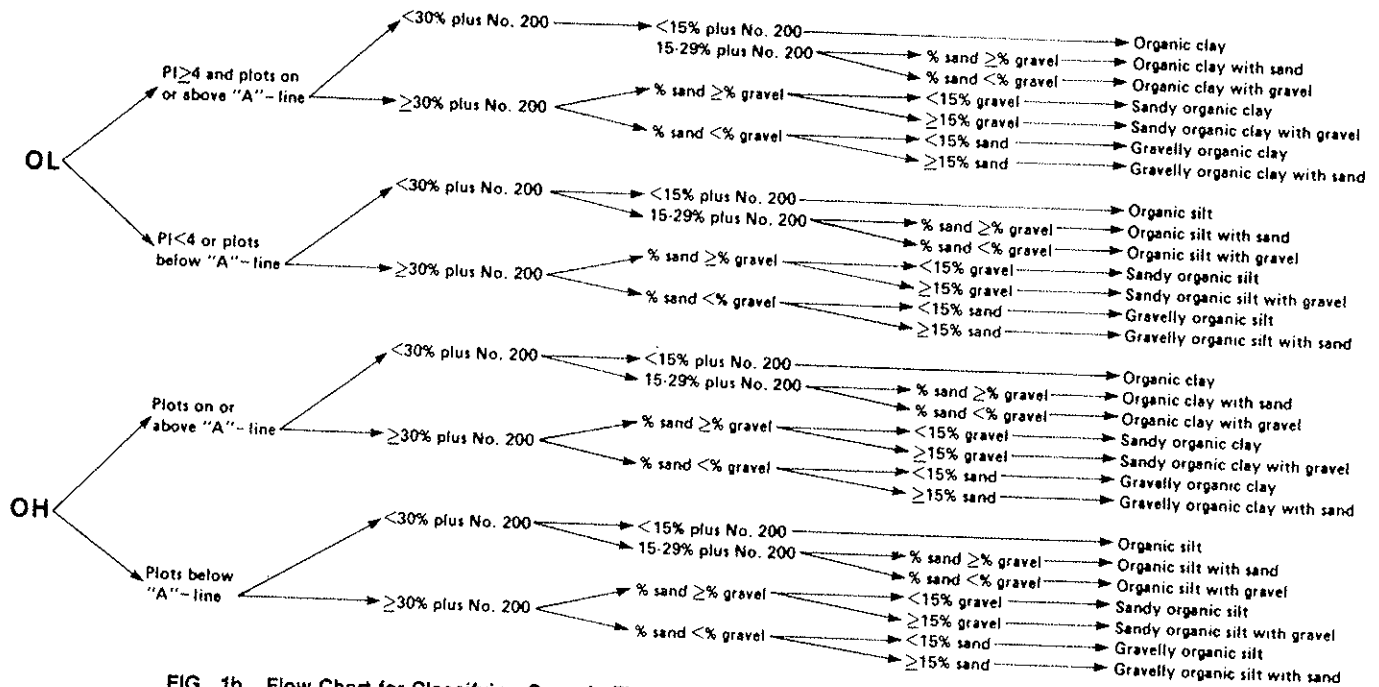 <30% plus No. 200 <15% plus No. 200 Organic clay
15-29% plus No. 200 % sand ≥% gravel Organic clay with sand
% sand <% gravel Organic clay with gravel
PI≥4 and plots on
or above "A"-line
≥30% plus No. 200 % sand ≥% gravel <15% gravel Sandy organic clay
≥15% gravel Sandy organic clay with gravel
% sand <% gravel <15% sand Gravelly organic clay
≥15% sand Gravelly organic clay with sand
OL
<30% plus No. 200 <15% plus No. 200 Organic silt
15-29% plus No. 200 % sand ≥% gravel Organic silt with sand
% sand <% gravel Organic silt with gravel
PI<4 or plots
below "A"-line
≥30% plus No. 200 % sand ≥% gravel <15% gravel Sandy organic silt
≥15% gravel Sandy organic silt with gravel
% sand <% gravel <15% sand Gravelly organic silt
≥15% sand Gravelly organic silt with sand
<30% plus No. 200 <15% plus No. 200 Organic clay
15-29% plus No. 200 % sand ≥% gravel Organic clay with sand
% sand <% gravel Organic clay with gravel
Plots on or
above "A"-line
≥30% plus No. 200 % sand ≥% gravel <15% gravel Sandy organic clay
≥15% gravel Sandy organic clay with gravel
% sand <% gravel <15% sand Gravelly organic clay
≥15% sand Gravelly organic clay with sand
OH
<30% plus No. 200 <15% plus No. 200 Organic silt
15-29% plus No. 200 % sand ≥% gravel Organic silt with sand
% sand <% gravel Organic silt with gravel
Plots below
"A"-line
≥30% plus No. 200 % sand ≥% gravel <15% gravel Sandy organic silt
≥15% gravel Sandy organic silt with gravel
% sand <% gravel <15% sand Gravelly organic silt
≥15% sand Gravelly organic silt with sand
FIG. 1b Flow Chart for Classifying